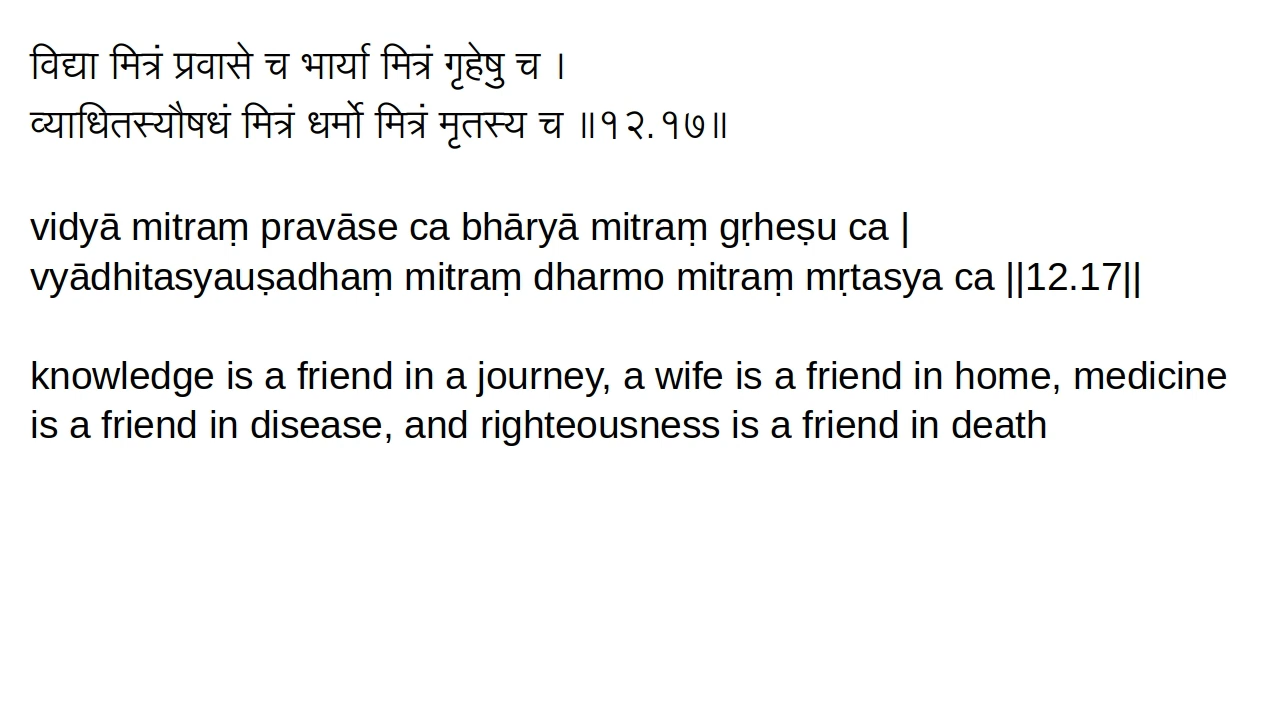 विद्या मित्रं प्रवासे च भार्या मित्रं गृहेषु च ।
व्याधितस्यौषधं मित्रं धर्मो मित्रं मृतस्य च ॥१२.१७॥
vidyā mitraṃ pravāse ca bhāryā mitraṃ gṛheṣu ca |
vyādhitasyauṣadhaṃ mitraṃ dharmo mitraṃ mṛtasya ca ||12.17||
knowledge is a friend in a journey, a wife is a friend in home, medicine
is a friend in disease, and righteousness is a friend in death